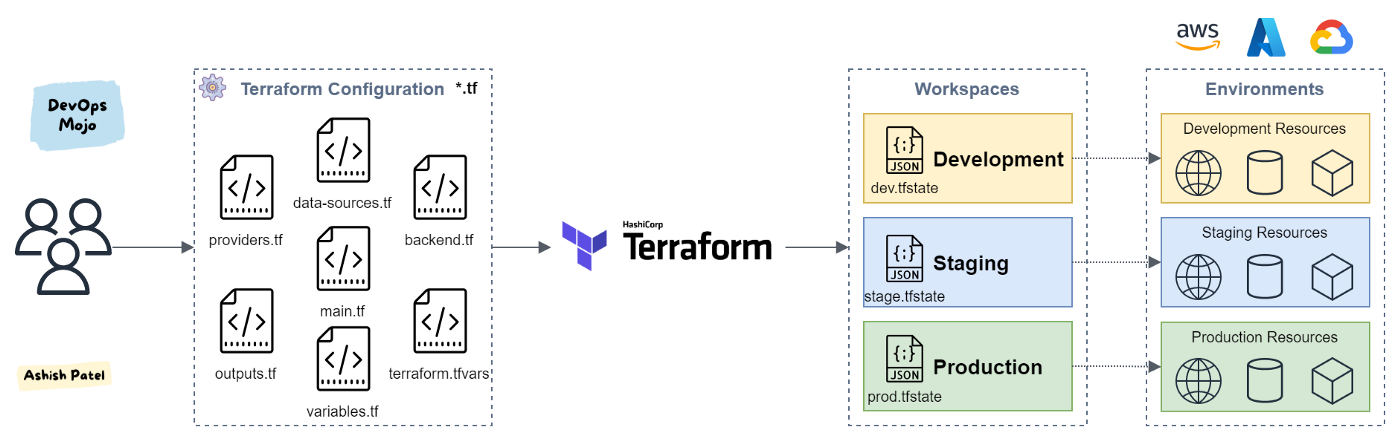 aws
DevOps
Mojo
Ashish Patel
Terraform Configuration *.tf
data-sources.tf
providers.tf
backend.tf
main.tf
outputs.tf
terraform.tfvars
variables.tf
HashiCorp
Terraform
Workspaces
{;}
JSON
Development
dev.tfstate
{;}
JSON
Staging
stage.tfstate
{;}
JSON
Production
prod.tfstate
Environments
Development Resources
Staging Resources
Production Resources